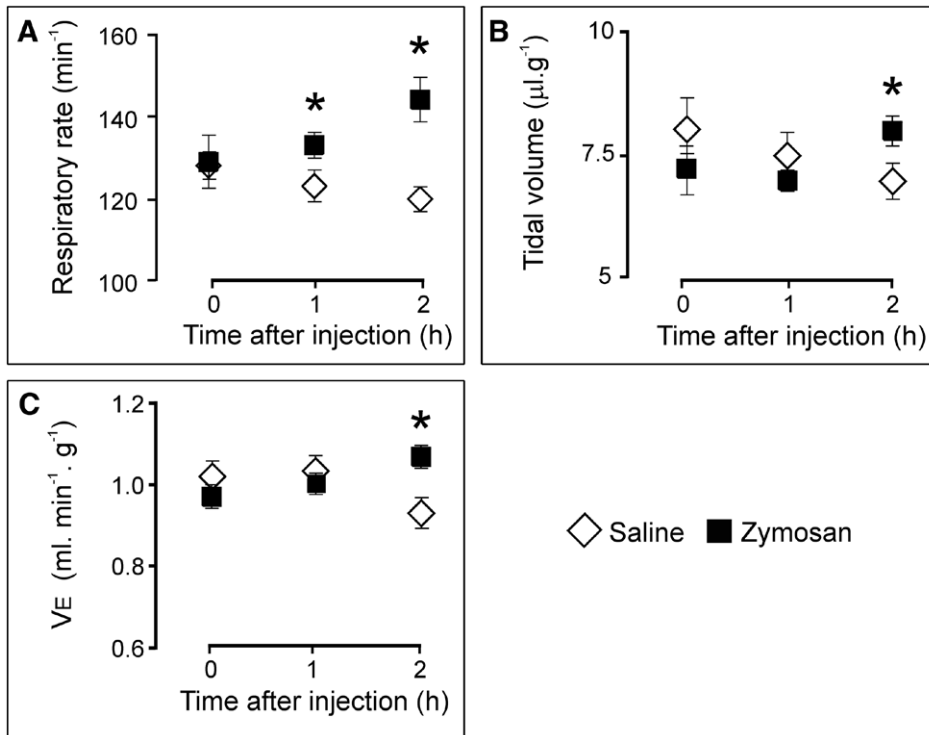 A
Respiratory rate (min⁻¹)
160
140
120
100
*
*
0 1 2
Time after injection (h)
B
Tidal volume (µl.g⁻¹)
10
7.5
5
*
0 1 2
Time after injection (h)
C
VE (ml. min⁻¹. g⁻¹)
1.2
1.0
0.8
0.6
*
0 1 2
Time after injection (h)
Saline Zymosan